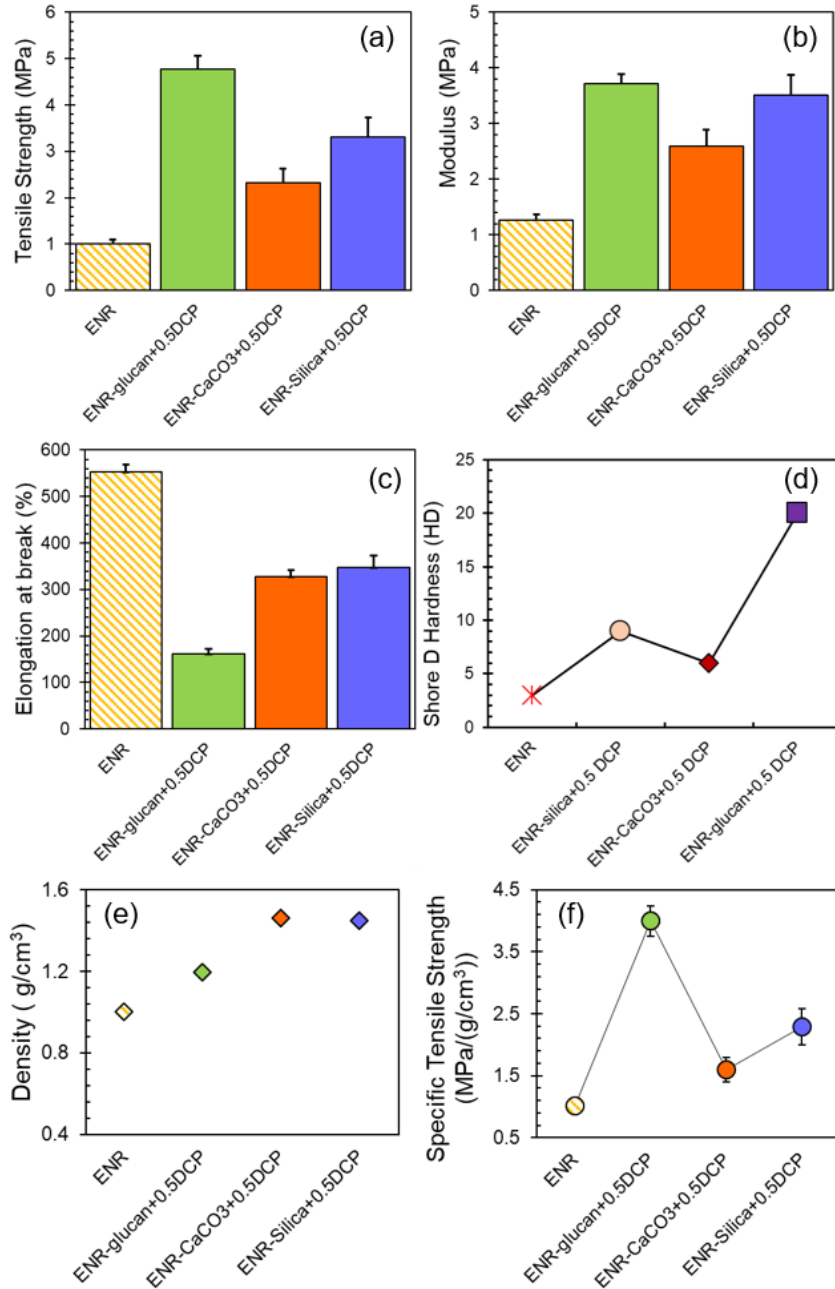 (a)
Tensile Strength (MPa)
6
5
4
3
2
1
0
ENR
ENR-glucan+0.5DCP
ENR-CaCO3+0.5DCP
ENR-Silica+0.5DCP
(b)
Modulus (MPa)
5
4
3
2
1
0
ENR
ENR-glucan+0.5DCP
ENR-CaCO3+0.5DCP
ENR-Silica+0.5DCP
(c)
Elongation at break (%)
600
500
400
300
200
100
0
ENR
ENR-glucan+0.5DCP
ENR-CaCO3+0.5DCP
ENR-Silica+0.5DCP
(d)
Shore D Hardness (HD)
25
20
15
10
5
0
ENR
ENR-silica+0.5 DCP
ENR-CaCO3+0.5 DCP
ENR-glucan+0.5 DCP
(e)
Density ( g/cm³)
1.6
1.2
0.8
0.4
ENR
ENR-glucan+0.5DCP
ENR-CaCO3+0.5DCP
ENR-Silica+0.5DCP
(f)
Specific Tensile Strength
(MPa/(g/cm³))
4.5
3.5
2.5
1.5
0.5
ENR
ENR-glucan+0.5DCP
ENR-CaCO3+0.5DCP
ENR-Silica+0.5DCP